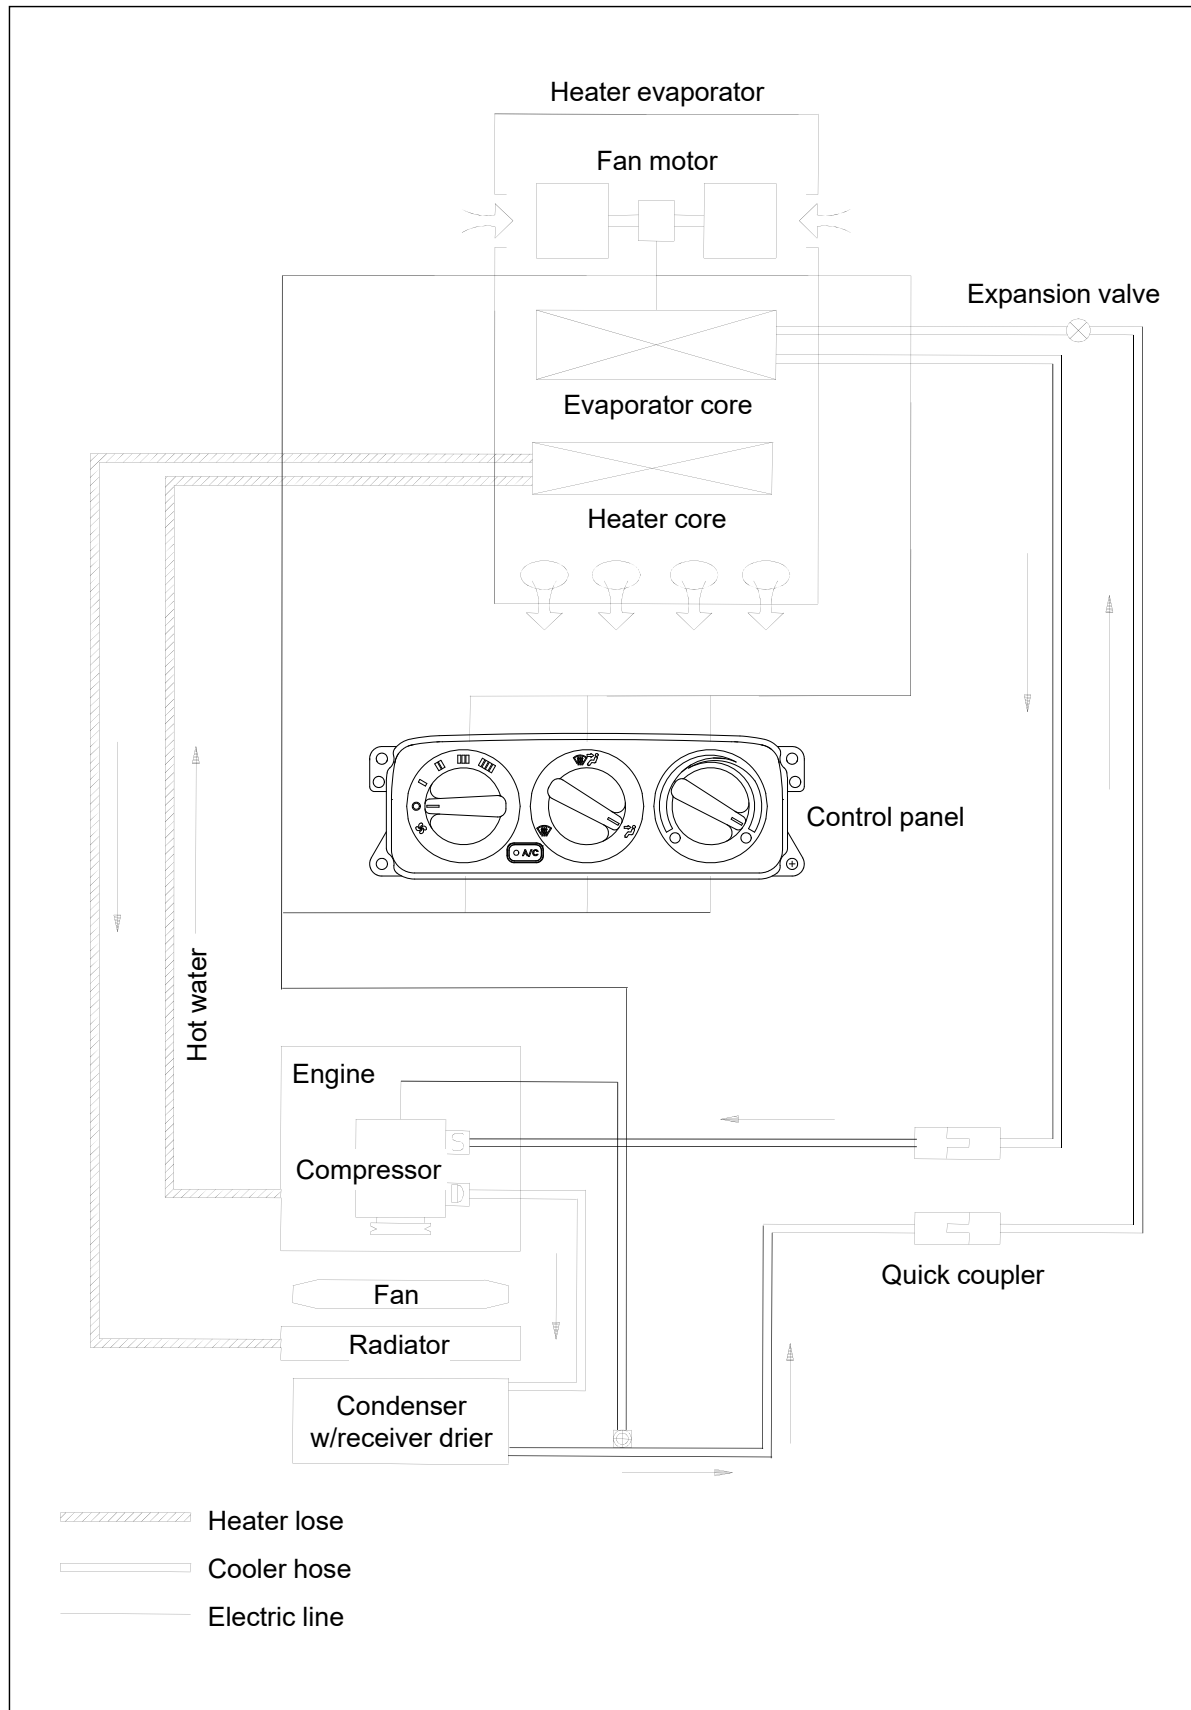 Heater evaporator
Fan motor
Expansion valve
Evaporator core
Heater core
Control panel
A/C
Hot water
Engine
S
Compressor
D
Quick coupler
Fan
Radiator
Condenser
w/receiver drier
Heater lose
Cooler hose
Electric line